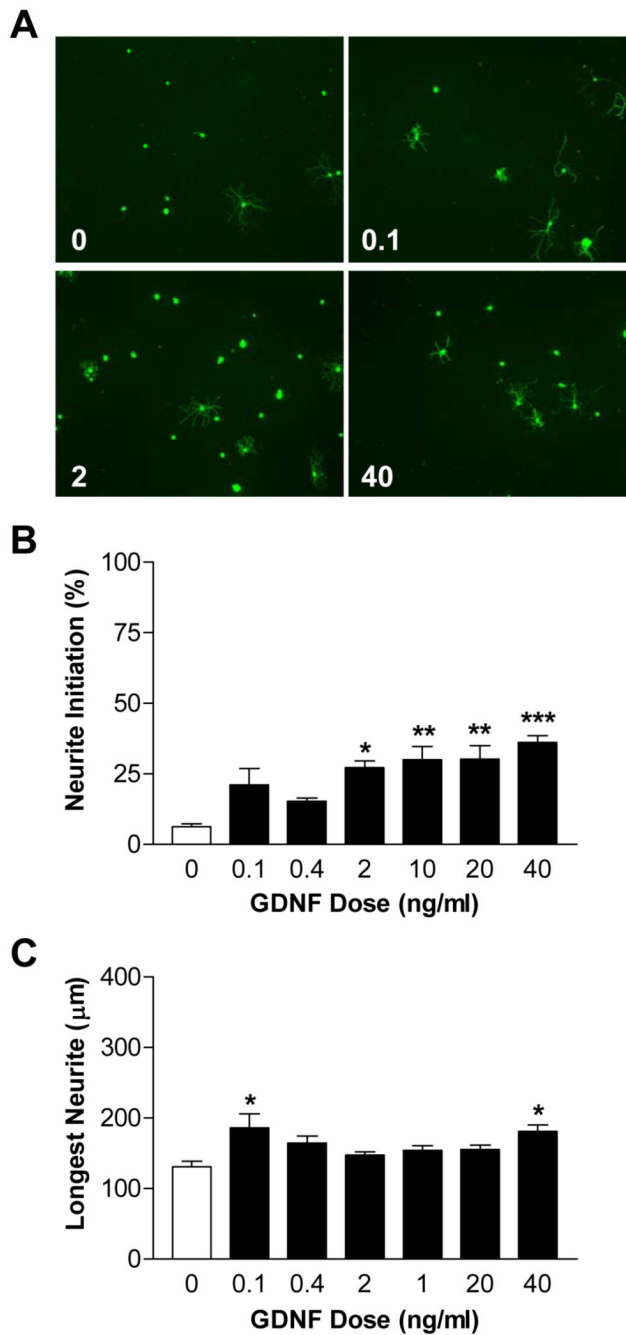 A
0
0.1
2
40
B
Neurite Initiation (%)
100
75
50
25
0
*
**
**
***
0 0.1 0.4 2 10 20 40
GDNF Dose (ng/ml)
C
Longest Neurite (μm)
400
300
200
100
0
*
*
0 0.1 0.4 2 1 20 40
GDNF Dose (ng/ml)